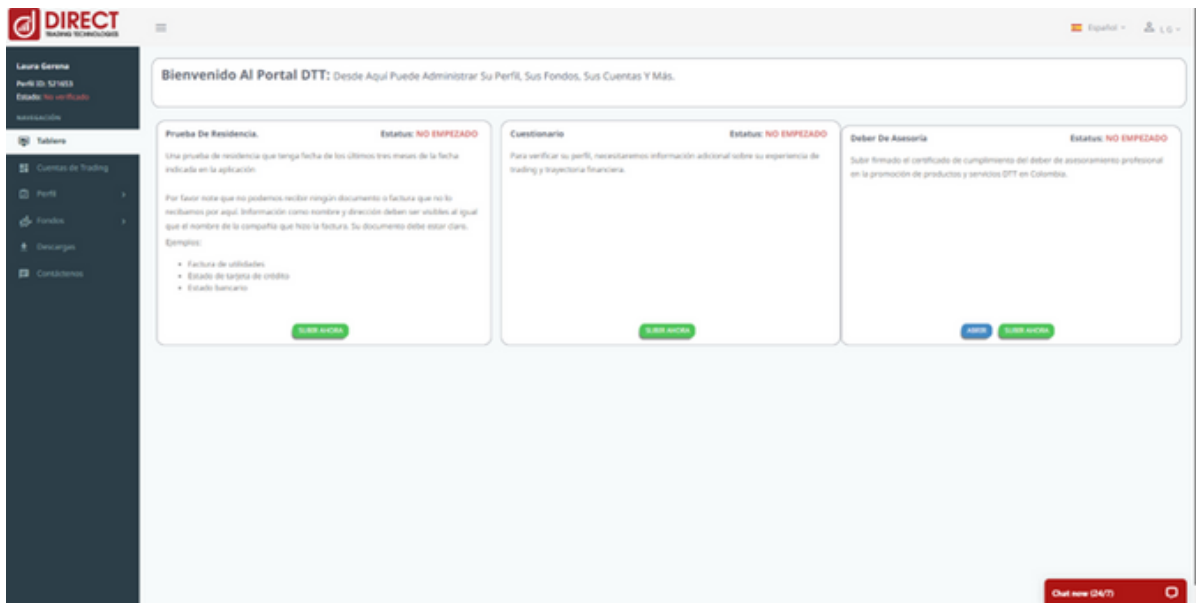 DIRECT
TRADING TECHNOLOGIES
Español
L G
Laura Gerena
Perfil ID: 521653
Estado: No verificado
NAVEGACIÓN
Tablero
Cuentas de Trading
Perfil
Fondos
Descargas
Contáctenos
Bienvenido Al Portal DTT: Desde Aquí Puede Administrar Su Perfil, Sus Fondos, Sus Cuentas Y Más.
Prueba De Residencia.
Estatus: NO EMPEZADO
Una prueba de residencia que tenga fecha de los últimos tres meses de la fecha
indicada en la aplicación
Por favor note que no podemos recibir ningún documento o factura que no lo
recibamos por aquí. Información como nombre y dirección deben ser visibles al igual
que el nombre de la compañía que hizo la factura. Su documento debe estar claro.
Ejemplos:
• Factura de utilidades
• Estado de tarjeta de crédito
• Estado bancario
SUBIR AHORA
Cuestionario
Estatus: NO EMPEZADO
Para verificar su perfil, necesitaremos información adicional sobre su experiencia de
trading y trayectoria financiera.
SUBIR AHORA
Deber De Asesoría
Estatus: NO EMPEZADO
Subir firmado el certificado de cumplimiento del deber de asesoramiento profesional
en la promoción de productos y servicios DTT en Colombia.
ABRIR
SUBIR AHORA
Chat now (24/7)